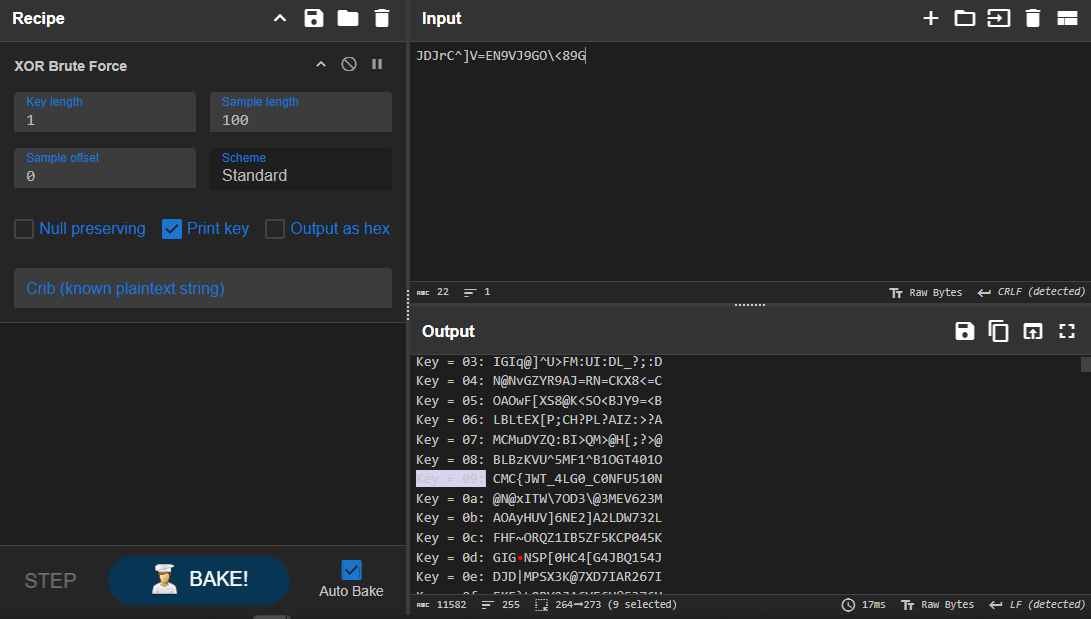 Recipe
XOR Brute Force
Key length
1
Sample length
100
Sample offset
0
Scheme
Standard
Null preserving
Print key
Output as hex
Crib (known plaintext string)
STEP
BAKE!
Auto Bake
Input
JDJrC^]V=EN9VJ9GO\<89G
ABC 22
1
Raw Bytes
CRLF (detected)
Output
Key = 03: IGIq@]^U>FM:UI:DL_?;:D
Key = 04: N@NvGZYR9AJ=RN=CKX8<=C
Key = 05: OAOwF[XS8@K<SO<BJY9=<B
Key = 06: LBLtEX[P;CH?PL?AIZ:>?A
Key = 07: MCMuDYZQ:BI>QM>@H[;?>@
Key = 08: BLBzKVU^5MF1^B1OGT401O
Key = 09: CMC{JWT_4LG0_C0NFU510N
Key = 0a: @N@xITW\7OD3\@3MEV623M
Key = 0b: AOAyHUV]6NE2]A2LDW732L
Key = 0c: FHF~ORQZ1IB5ZF5KCP045K
Key = 0d: GIG•NSP[0HC4[G4JBQ154J
Key = 0e: DJD|MPSX3K@7XD7IAR267I
ABC 11582
255
264→273 (9 selected)
17ms
Raw Bytes
LF (detected)